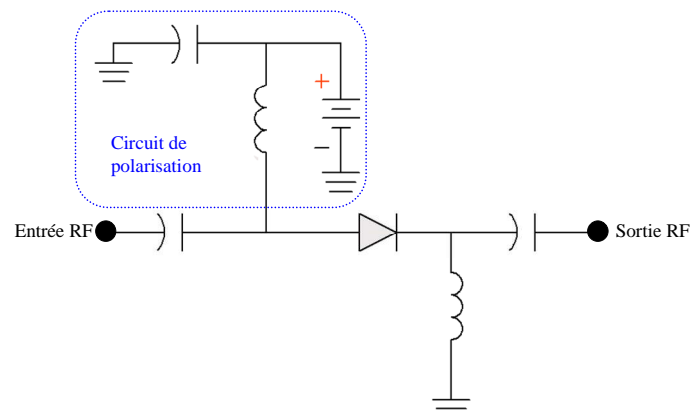 +
Circuit de
polarisation
−
Entrée RF
Sortie RF